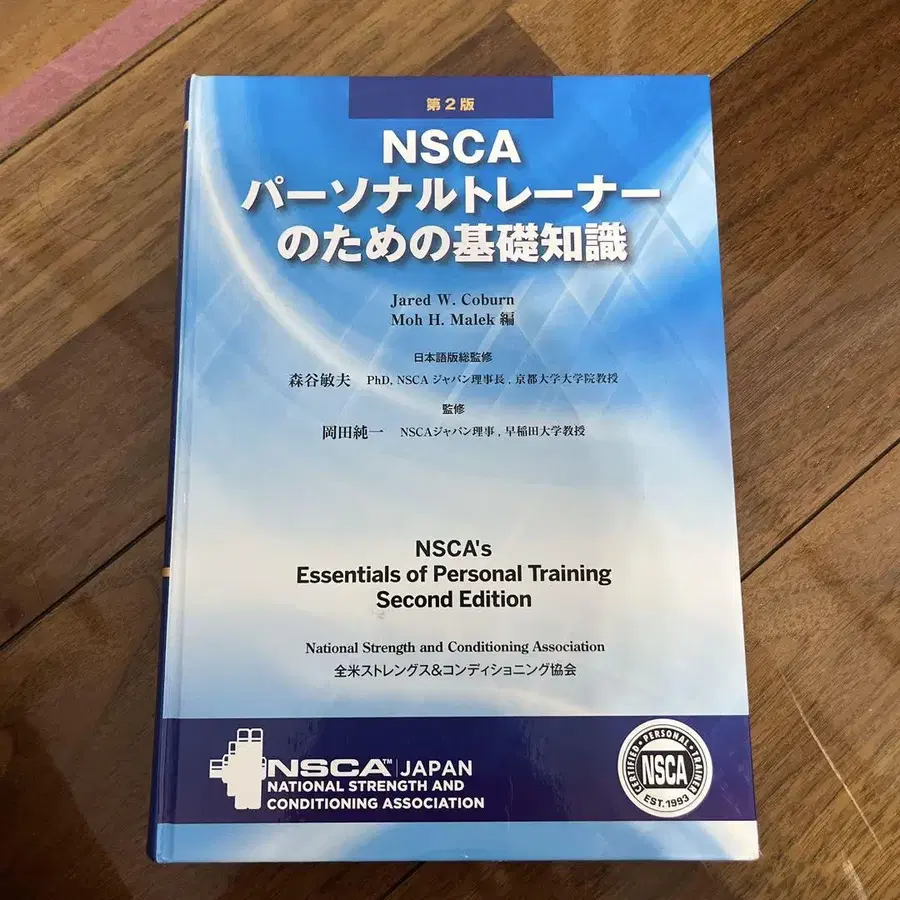 第2版
NSCA
パーソナルトレーナー
のための基礎知識
Jared W. Coburn
Moh H. Malek 編
日本語版総監修
森谷敏夫 PhD, NSCA ジャパン理事長, 京都大学大学院教授
監修
岡田純一 NSCAジャパン理事, 早稲田大学教授
NSCA's
Essentials of Personal Training
Second Edition
National Strength and Conditioning Association
全米ストレングス&コンディショニング協会
NSCA™ JAPAN
NATIONAL STRENGTH AND
CONDITIONING ASSOCIATION
CERTIFIED • PERSONAL • TRAINER
NSCA
EST. 1993